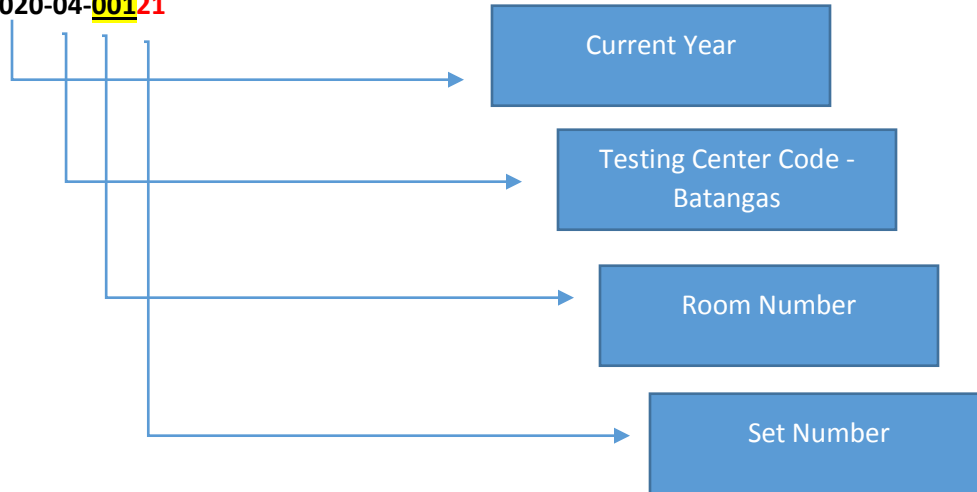 020-04-00121
Current Year
Testing Center Code -
Batangas
Room Number
Set Number